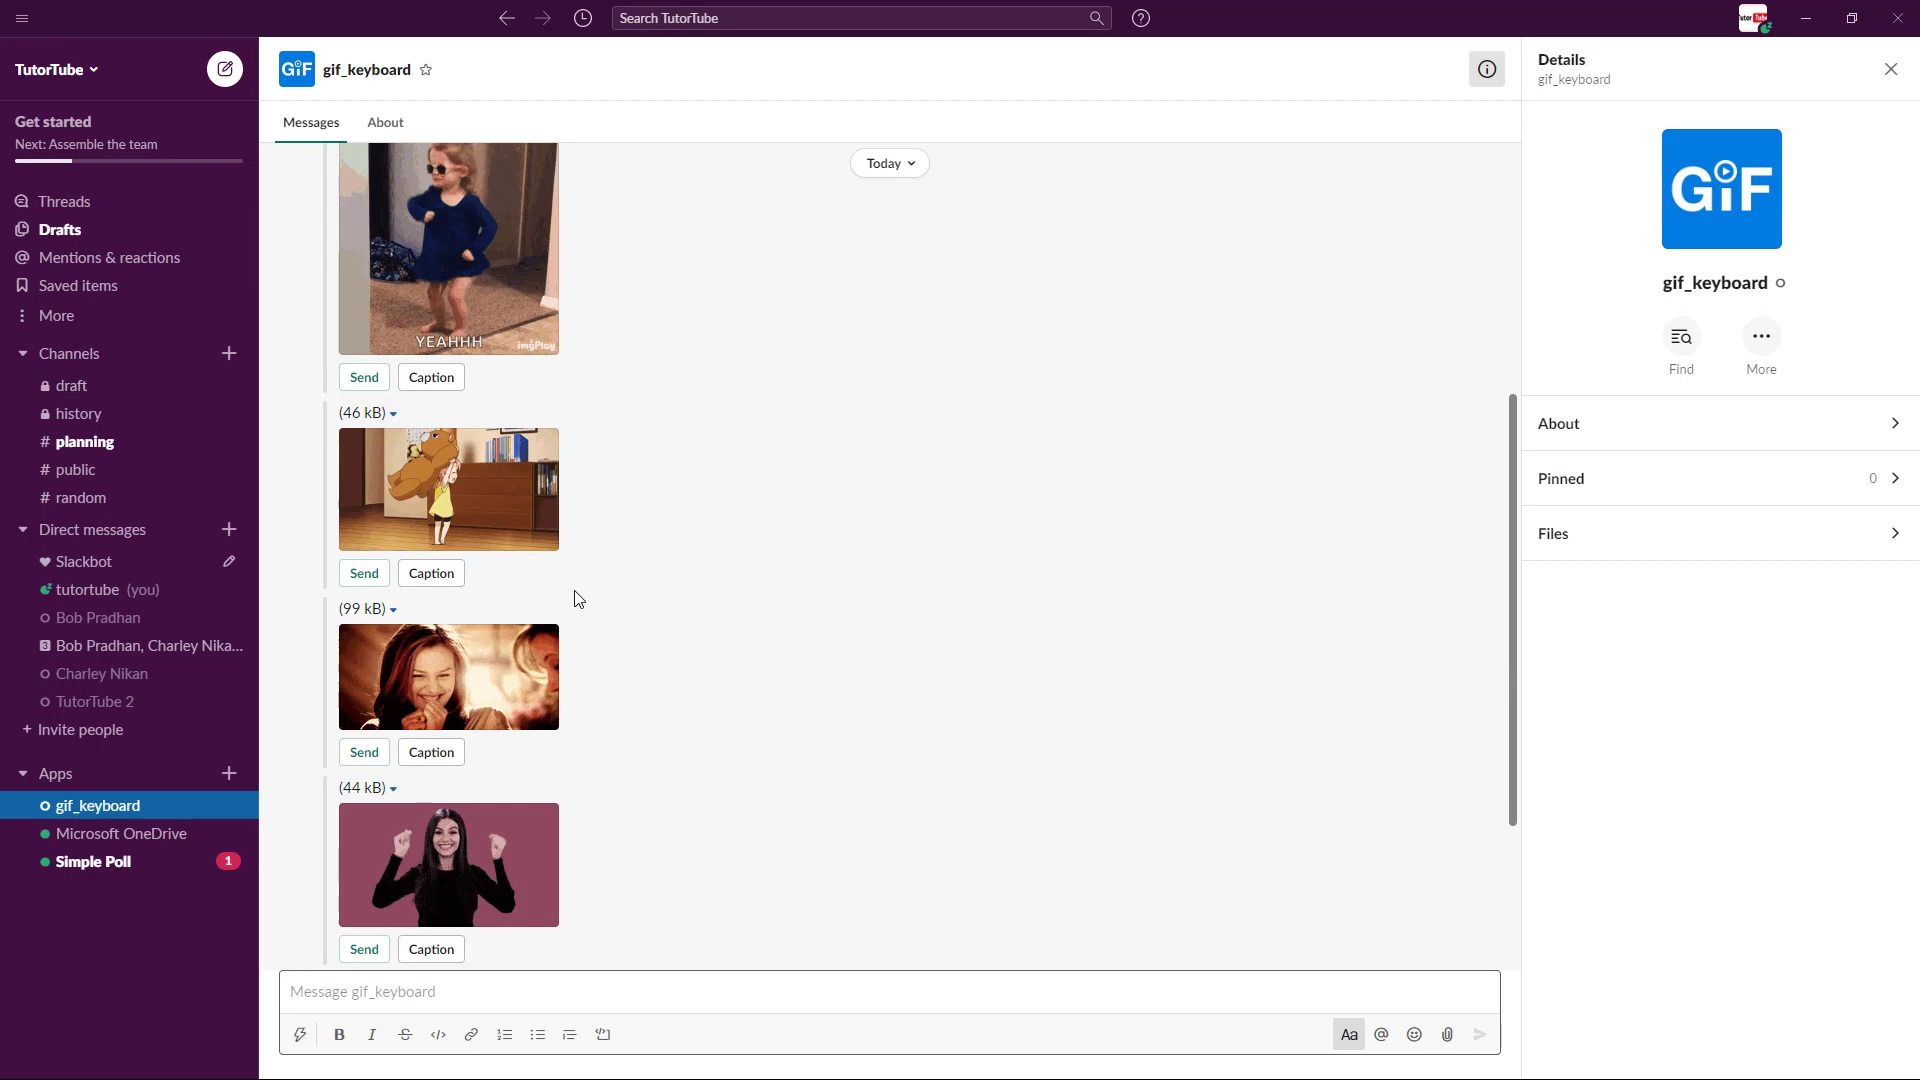 Search TutorTube
Tutor Tube
TutorTube
Get started
Next: Assemble the team
Threads
Drafts
Mentions & reactions
Saved items
More
Channels
draft
history
# planning
# public
# random
Direct messages
Slackbot
tutortube (you)
Bob Pradhan
3 Bob Pradhan, Charley Nika...
Charley Nikan
TutorTube 2
+ Invite people
Apps
gif_keyboard
Microsoft OneDrive
Simple Poll 1
GIF gif_keyboard
Messages About
Today
YEAHHH imgPlay
Send Caption
(46 kB)
Send Caption
(99 kB)
Send Caption
(44 kB)
Send Caption
Message gif_keyboard
B I S Aa @
Details
gif_keyboard
GIF
gif_keyboard
Find More
About
Pinned 0
Files